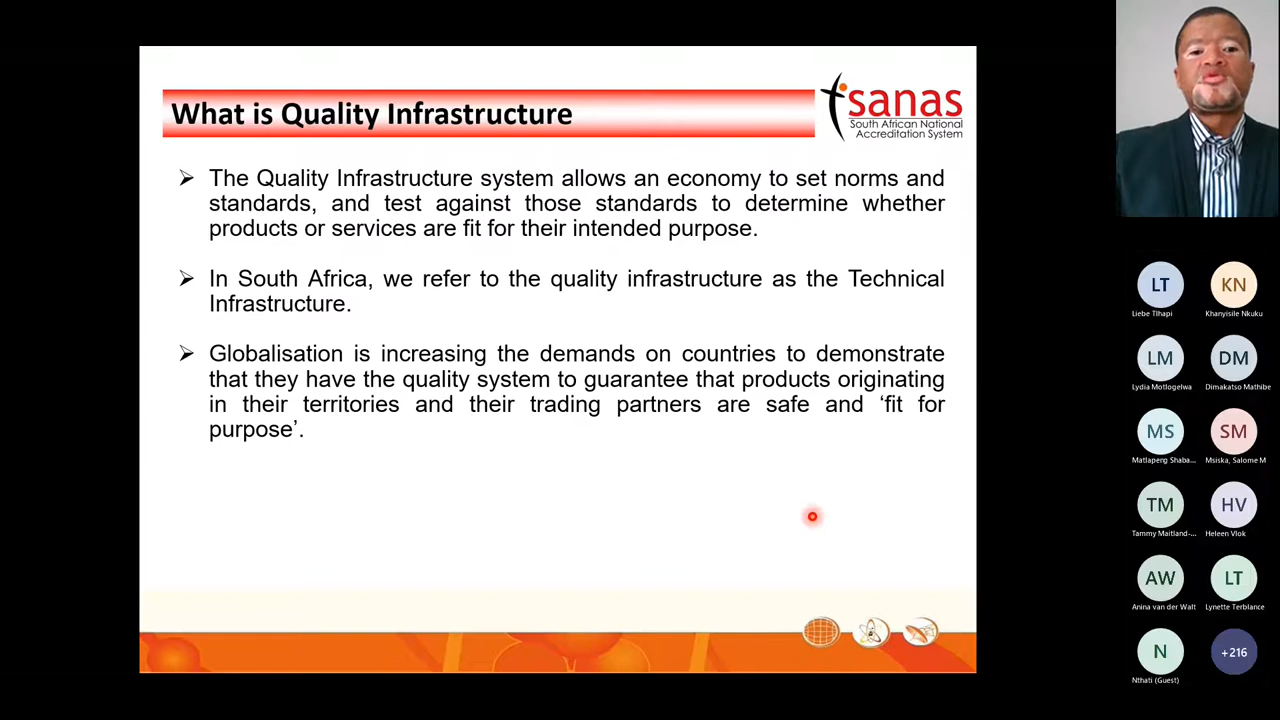 What is Quality Infrastructure
sanas
South African National
Accreditation System
➢ The Quality Infrastructure system allows an economy to set norms and
standards, and test against those standards to determine whether
products or services are fit for their intended purpose.
➢ In South Africa, we refer to the quality infrastructure as the Technical
Infrastructure.
➢ Globalisation is increasing the demands on countries to demonstrate
that they have the quality system to guarantee that products originating
in their territories and their trading partners are safe and ‘fit for
purpose’.
LT KN
Liebe Tlhapi Khanyisile Nkuku
LM DM
Lydia Motlogelwa Dimakatso Mathibe
MS SM
Matlapeng Shaba... Msiska, Salome M
TM HV
Tammy Maitland-... Heleen Vlok
AW LT
Anina van der Walt Lynette Terblance
N +216
Nthati (Guest)